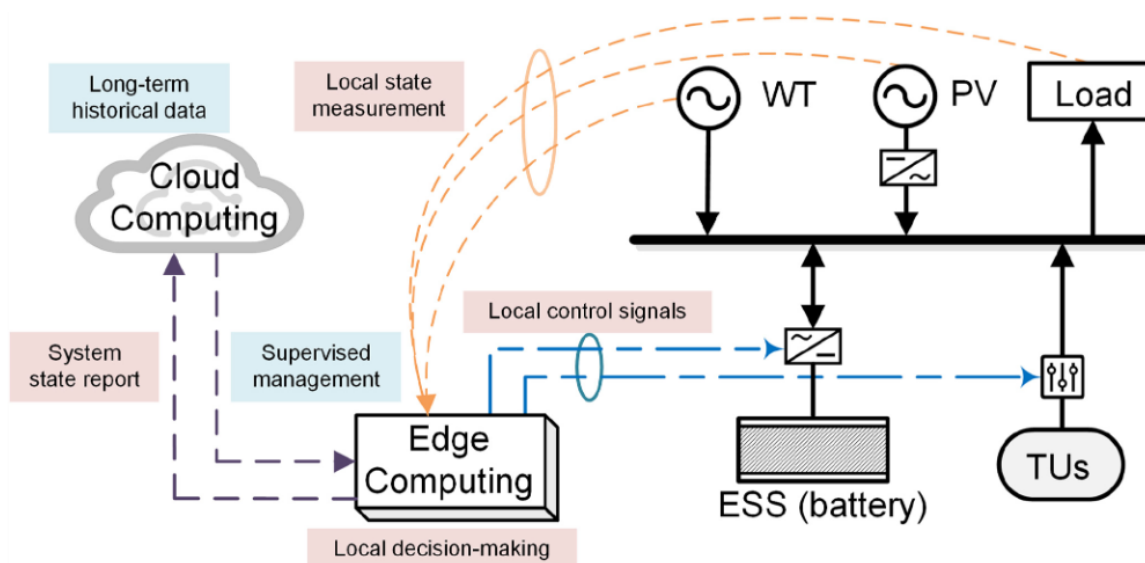 Long-term
historical data
Cloud
Computing
Local state
measurement
WT
PV
Load
System
state report
Supervised
management
Local control signals
Edge
Computing
Local decision-making
ESS (battery)
TUs